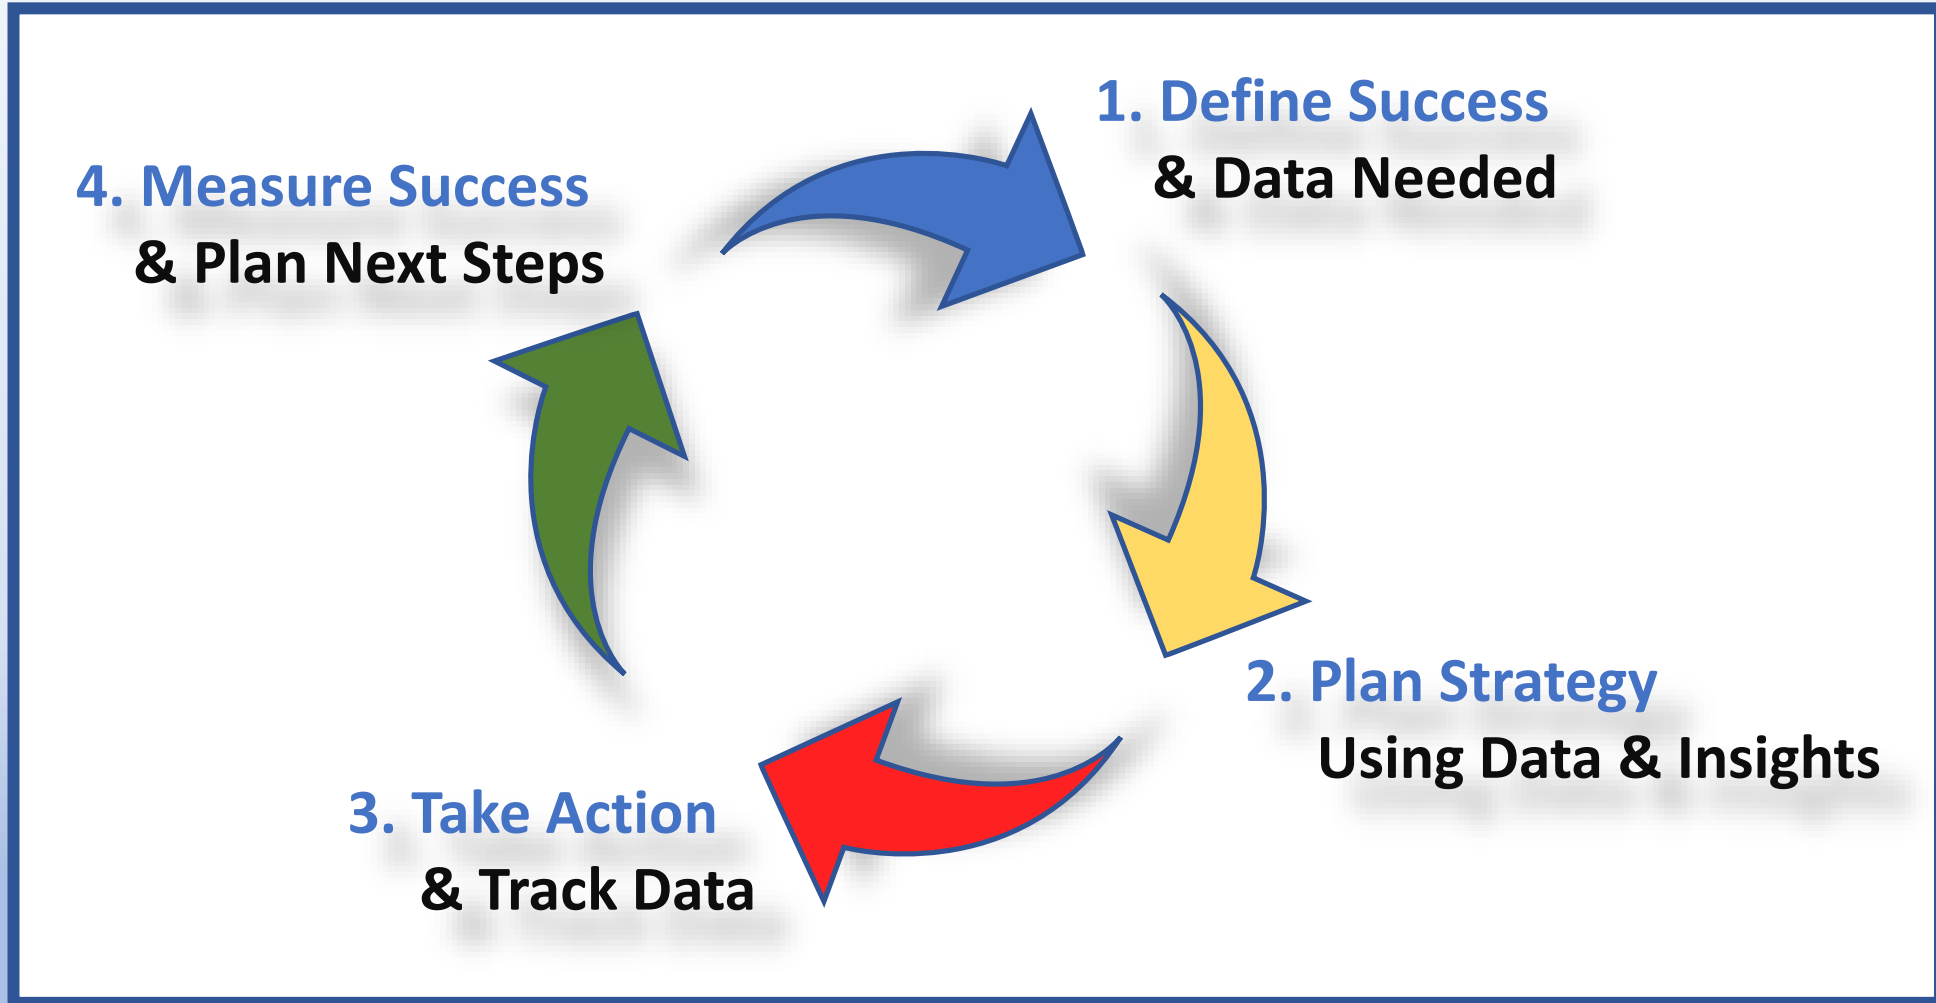 1. Define Success
& Data Needed
2. Plan Strategy
Using Data & Insights
3. Take Action
& Track Data
4. Measure Success
& Plan Next Steps